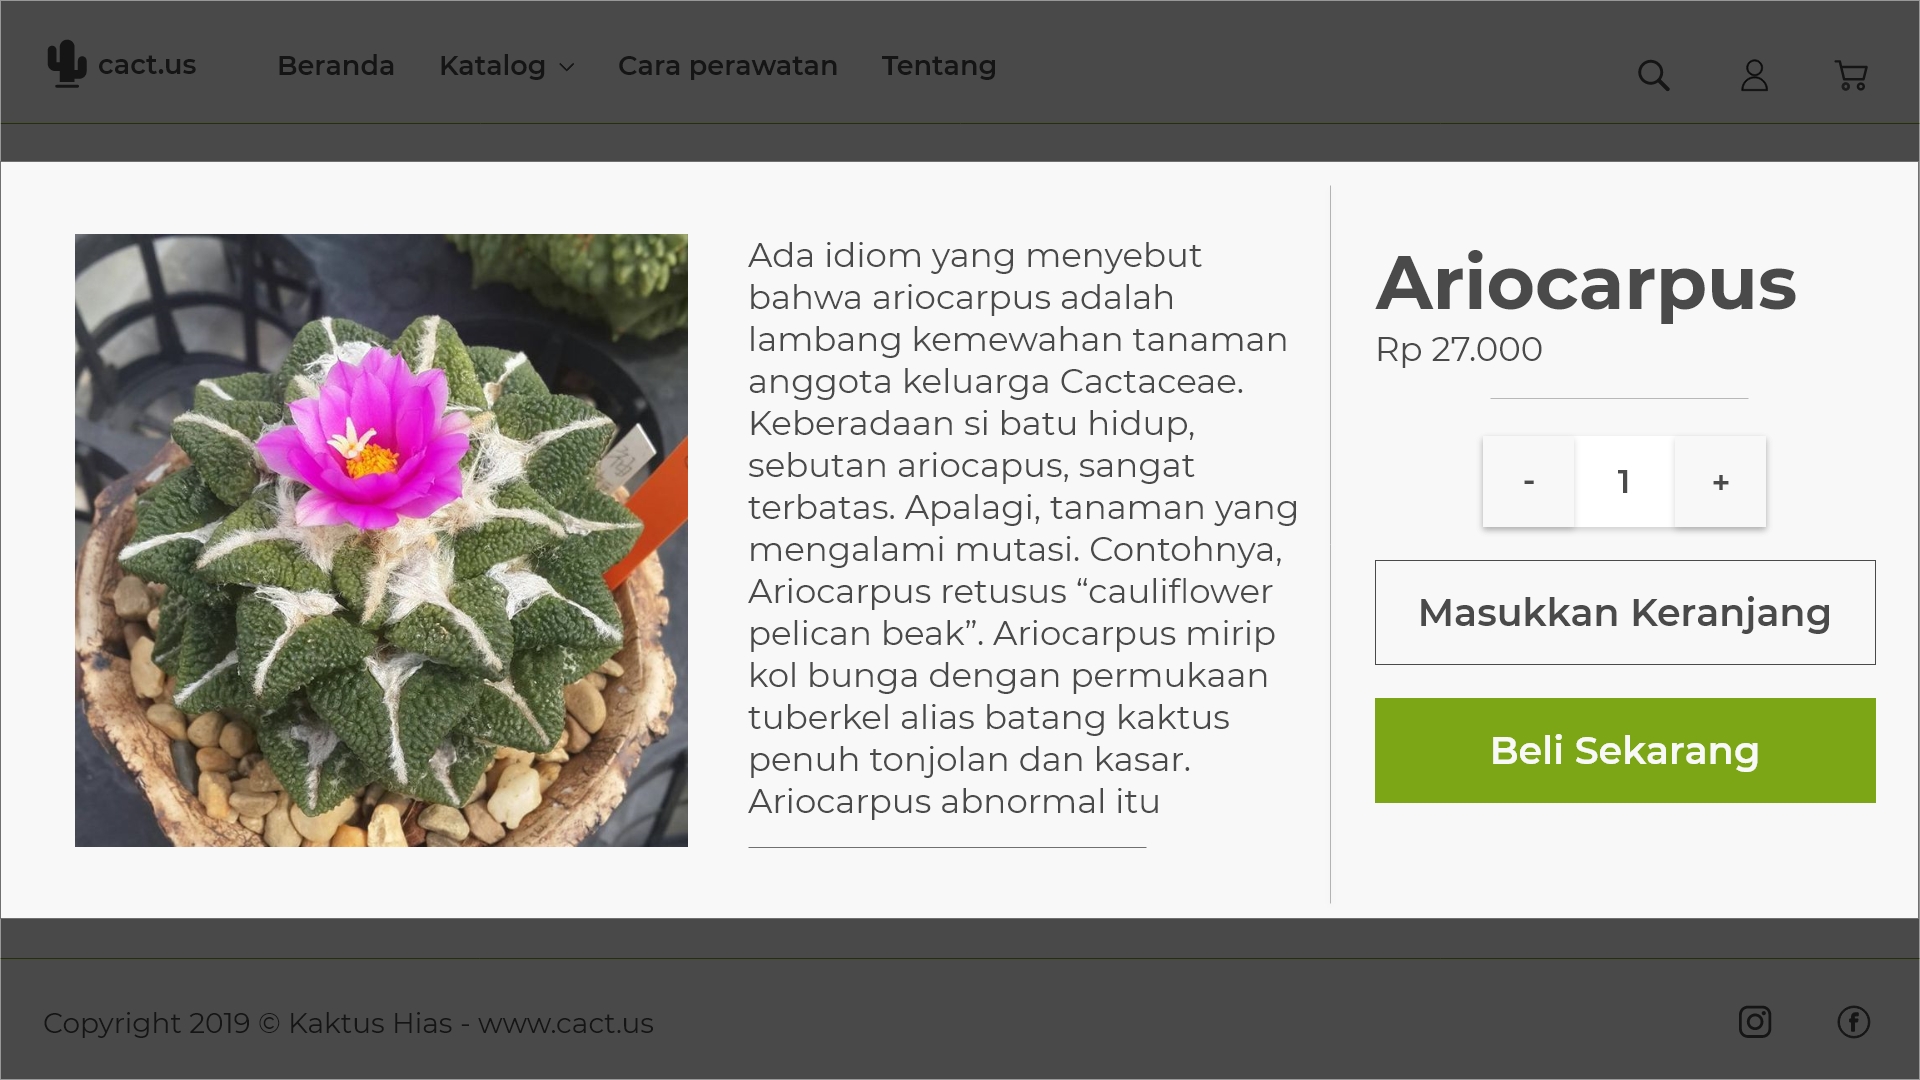 cact.us
Beranda
Katalog
Cara perawatan
Tentang
Ada idiom yang menyebut
bahwa ariocarpus adalah
lambang kemewahan tanaman
anggota keluarga Cactaceae.
Keberadaan si batu hidup,
sebutan ariocapus, sangat
terbatas. Apalagi, tanaman yang
mengalami mutasi. Contohnya,
Ariocarpus retusus “cauliflower
pelican beak”. Ariocarpus mirip
kol bunga dengan permukaan
tuberkel alias batang kaktus
penuh tonjolan dan kasar.
Ariocarpus abnormal itu
Ariocarpus
Rp 27.000
- 1 +
Masukkan Keranjang
Beli Sekarang
Copyright 2019 © Kaktus Hias - www.cact.us